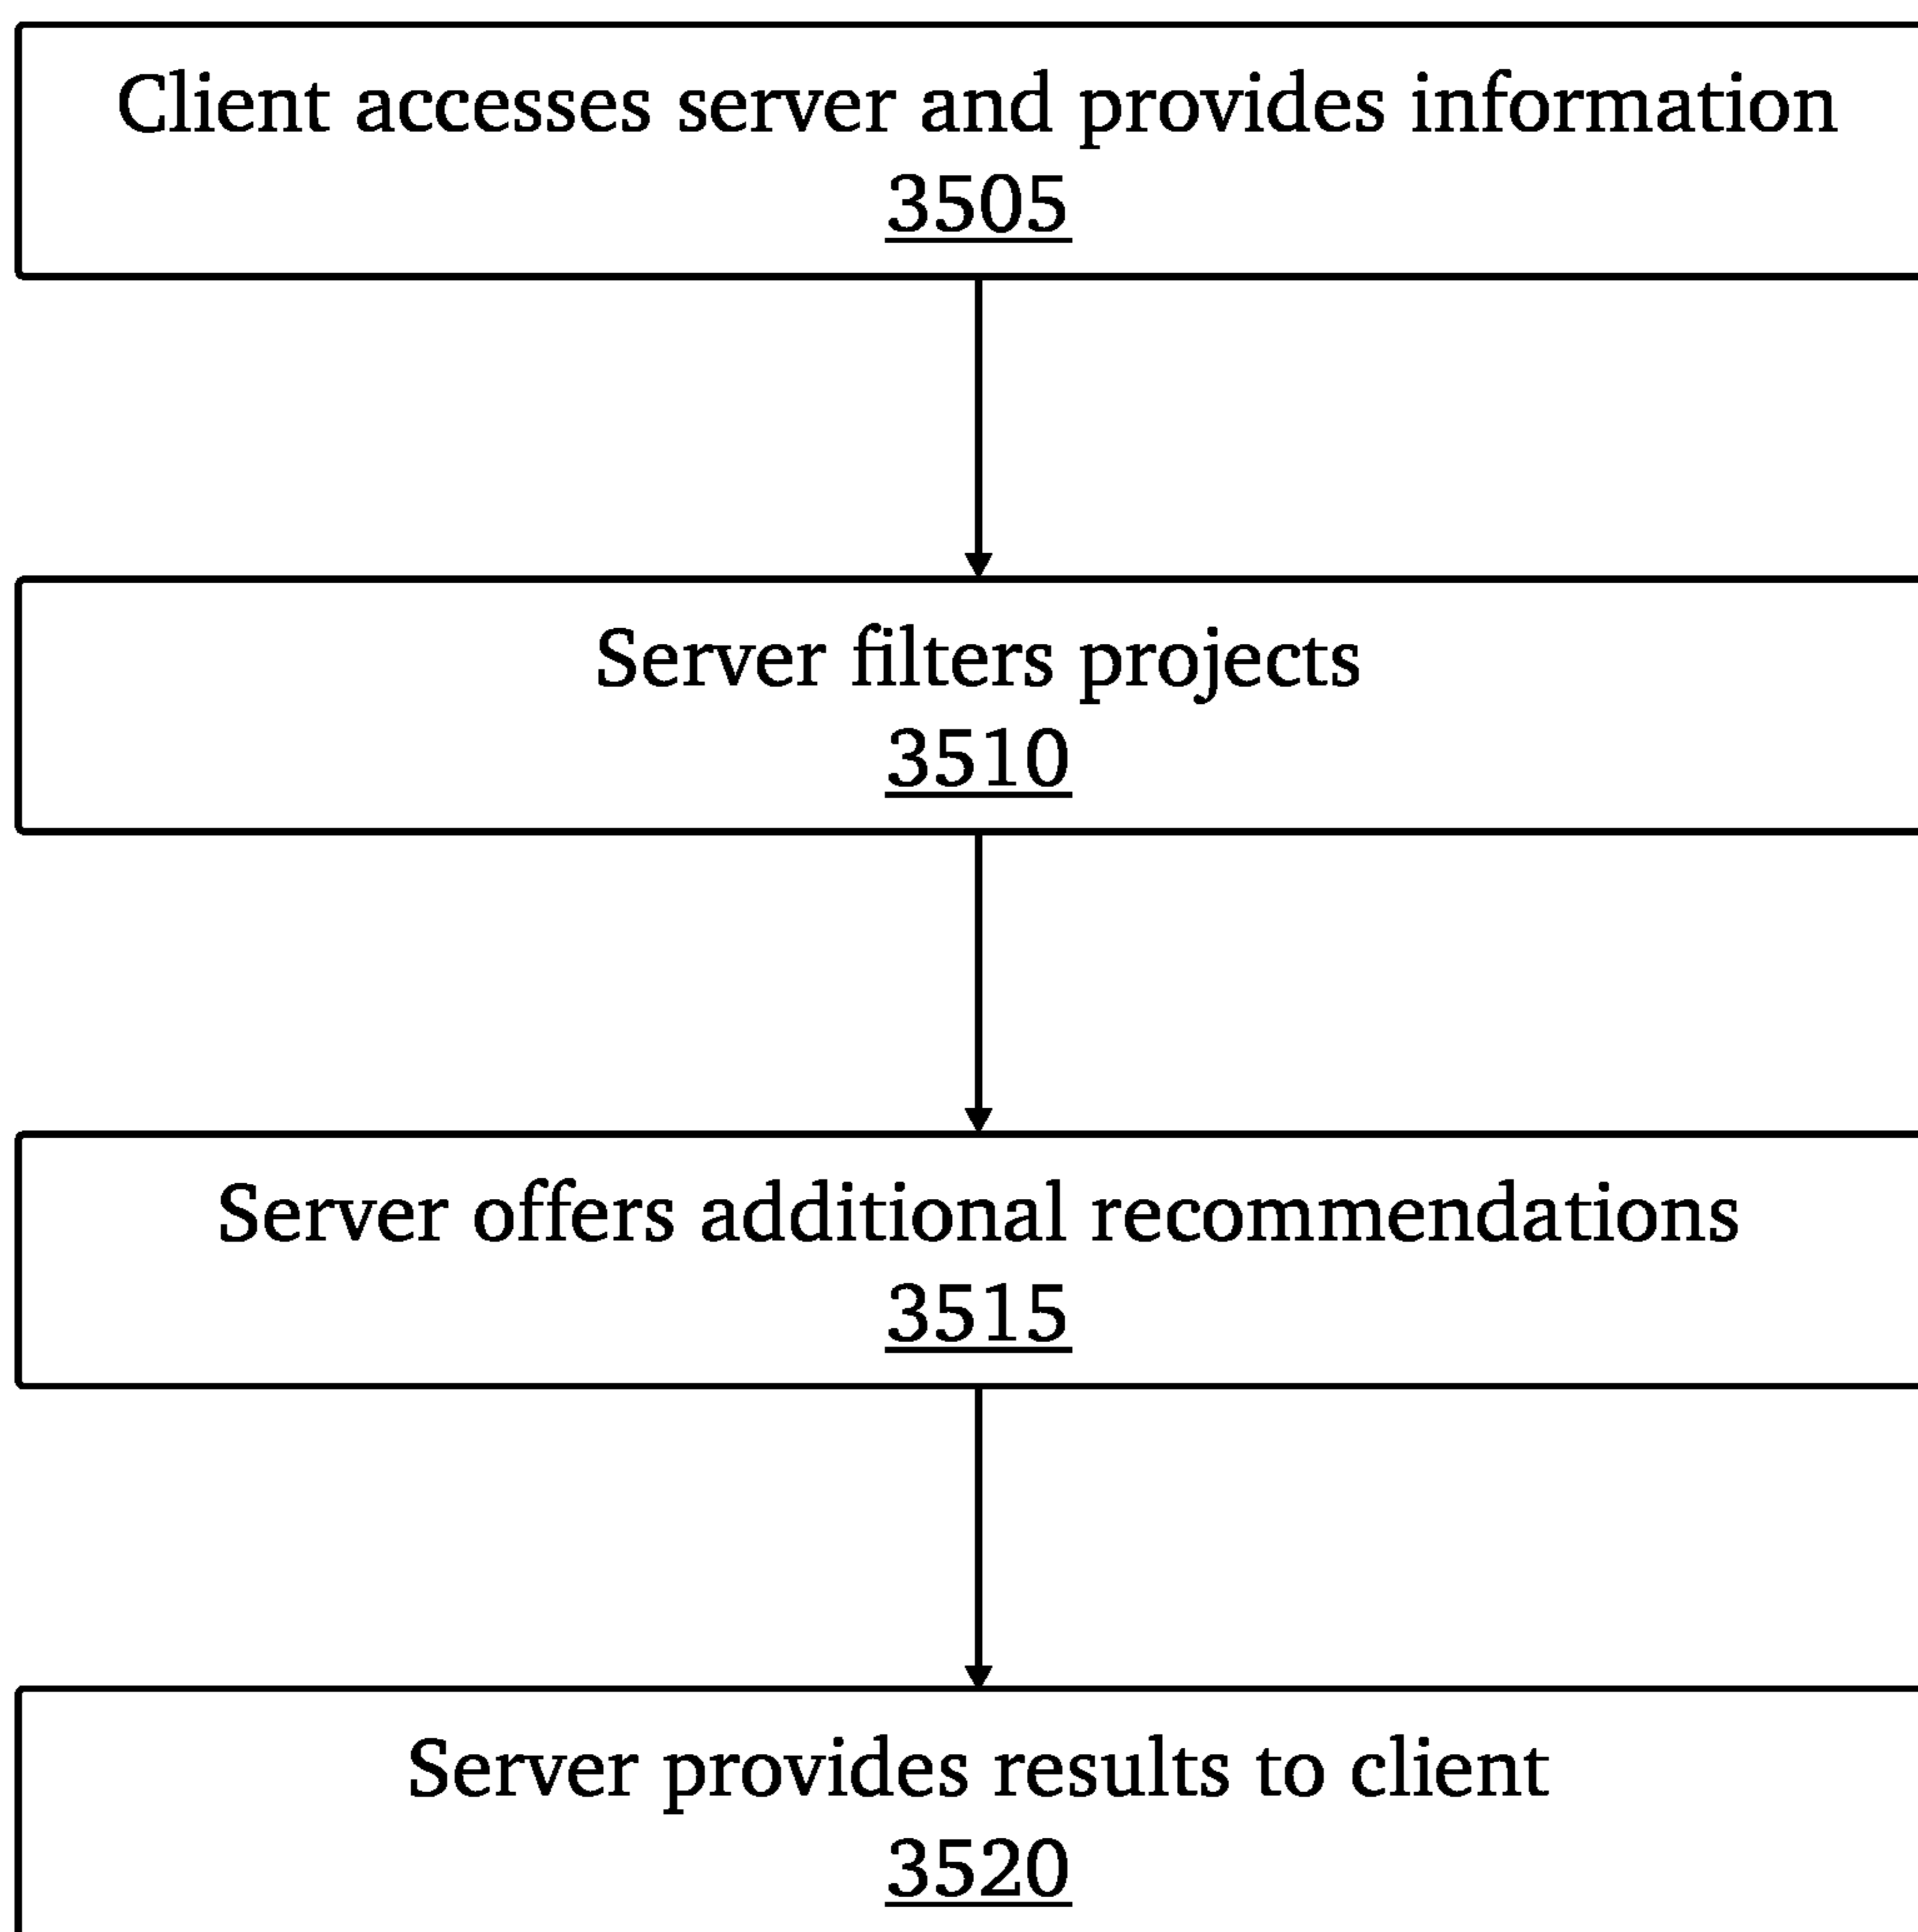 Client accesses server and provides information
3505
Server filters projects
3510
Server offers additional recommendations
3515
Server provides results to client
3520